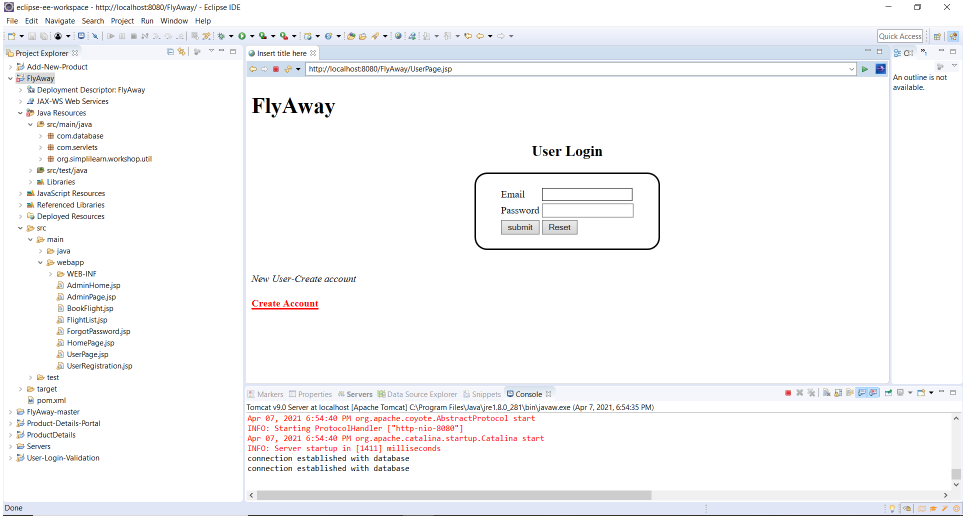 eclipse-ee-workspace - http://localhost:8080/FlyAway/ - Eclipse IDE
File Edit Navigate Search Project Run Window Help
Quick Access
Project Explorer
Add-New-Product
FlyAway
Deployment Descriptor: FlyAway
JAX-WS Web Services
Java Resources
src/main/java
com.database
com.servlets
org.simplilearn.workshop.util
src/test/java
Libraries
JavaScript Resources
Referenced Libraries
Deployed Resources
src
main
java
webapp
WEB-INF
AdminHome.jsp
AdminPage.jsp
BookFlight.jsp
FlightList.jsp
ForgotPassword.jsp
HomePage.jsp
UserPage.jsp
UserRegistration.jsp
test
target
pom.xml
FlyAway-master
Product-Details-Portal
ProductDetails
Servers
User-Login-Validation
Insert title here
http://localhost:8080/FlyAway/UserPage.jsp
FlyAway
User Login
Email
Password
submit Reset
New User-Create account
Create Account
An outline is not
available.
Markers Properties Servers Data Source Explorer Snippets Console
Tomcat v9.0 Server at localhost [Apache Tomcat] C:\Program Files\Java\jre1.8.0_281\bin\javaw.exe (Apr 7, 2021, 6:54:35 PM)
Apr 07, 2021 6:54:40 PM org.apache.coyote.AbstractProtocol start
INFO: Starting ProtocolHandler ["http-nio-8080"]
Apr 07, 2021 6:54:40 PM org.apache.catalina.startup.Catalina start
INFO: Server startup in [1411] milliseconds
connection established with database
connection established with database
Done